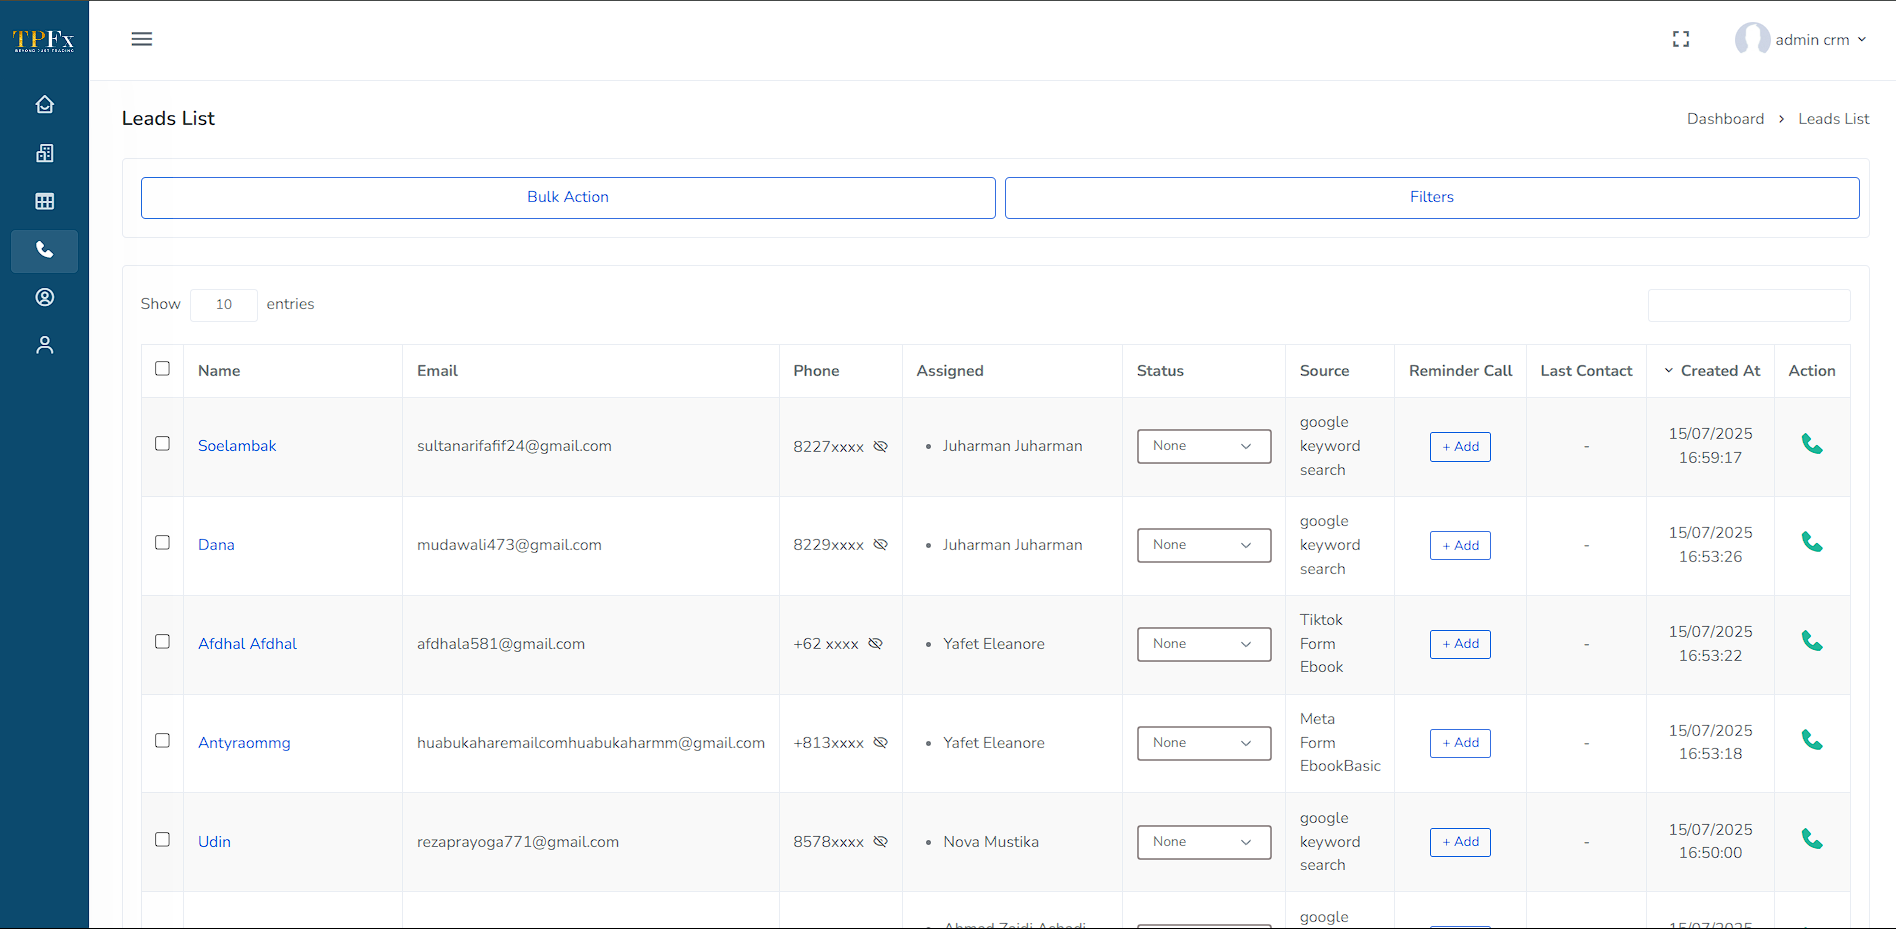 TPFx
BEYOND JUST TRADING
admin crm
Leads List
Dashboard > Leads List
Bulk Action
Filters
Show 10 entries
Name Email Phone Assigned Status Source Reminder Call Last Contact Created At Action
Soelambak sultanarifafif24@gmail.com 8227xxxx • Juharman Juharman None google keyword search + Add - 15/07/2025 16:59:17
Dana mudawali473@gmail.com 8229xxxx • Juharman Juharman None google keyword search + Add - 15/07/2025 16:53:26
Afdhal Afdhal afdhala581@gmail.com +62 xxxx • Yafet Eleanore None Tiktok Form Ebook + Add - 15/07/2025 16:53:22
Antyraommg huabukaharemailcomhuabukaharmm@gmail.com +813xxxx • Yafet Eleanore None Meta Form EbookBasic + Add - 15/07/2025 16:53:18
Udin rezaprayoga771@gmail.com 8578xxxx • Nova Mustika None google keyword search + Add - 15/07/2025 16:50:00
google 15/07/2025